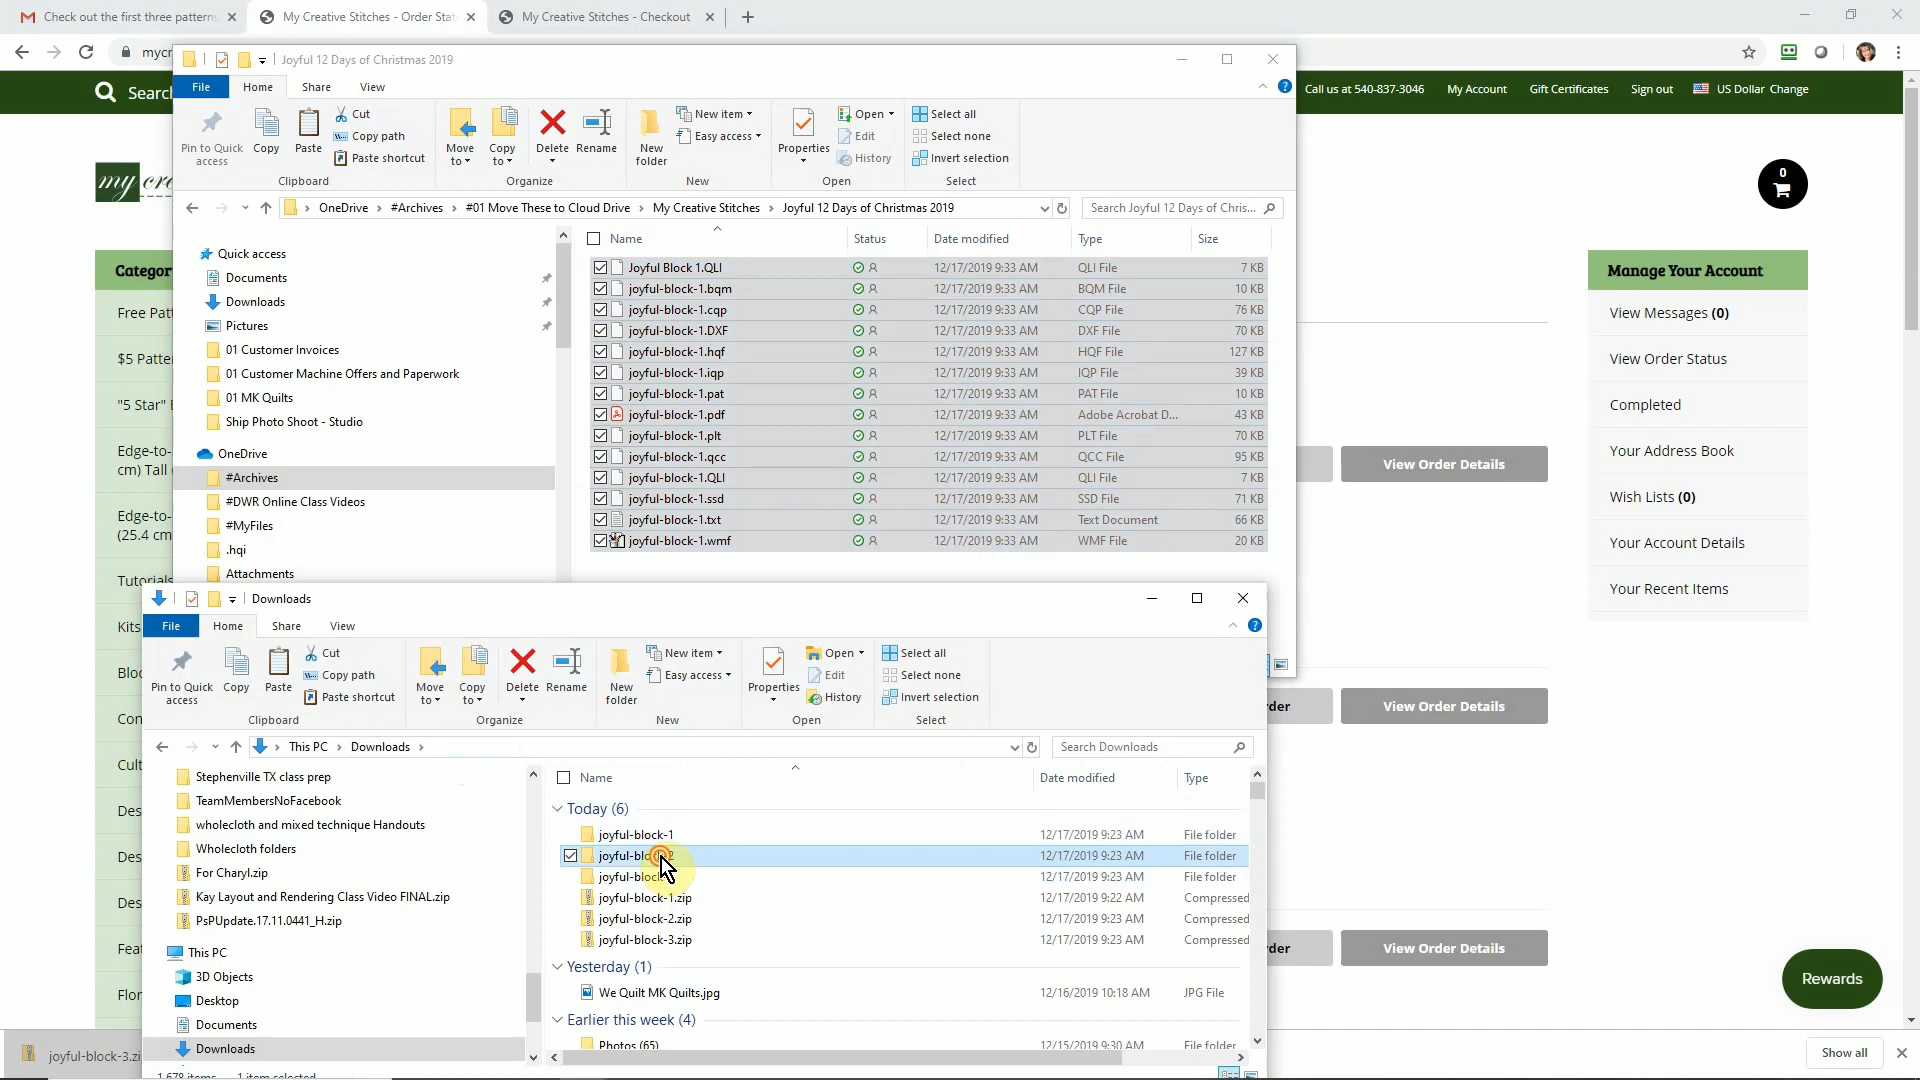 Check out the first three pattern
My Creative Stitches - Order Stat
My Creative Stitches - Checkout
Search
Call us at 540-837-3046
My Account
Gift Certificates
Sign out
US Dollar Change
my cre
0
Joyful 12 Days of Christmas 2019
File
Home
Share
View
Pin to Quick access
Copy
Paste
Cut
Copy path
Paste shortcut
Move to
Copy to
Delete
Rename
New folder
New item
Easy access
Properties
Open
Edit
History
Select all
Select none
Invert selection
Clipboard
Organize
New
Open
Select
OneDrive > #Archives > #01 Move These to Cloud Drive > My Creative Stitches > Joyful 12 Days of Christmas 2019
Search Joyful 12 Days of Chris...
Quick access
Documents
Downloads
Pictures
01 Customer Invoices
01 Customer Machine Offers and Paperwork
01 MK Quilts
Ship Photo Shoot - Studio
OneDrive
#Archives
#DWR Online Class Videos
#MyFiles
.hqi
Attachments
Name Status Date modified Type Size
Joyful Block 1.QLI 12/17/2019 9:33 AM QLI File 7 KB
joyful-block-1.bqm 12/17/2019 9:33 AM BQM File 10 KB
joyful-block-1.cqp 12/17/2019 9:33 AM CQP File 76 KB
joyful-block-1.DXF 12/17/2019 9:33 AM DXF File 70 KB
joyful-block-1.hqf 12/17/2019 9:33 AM HQF File 127 KB
joyful-block-1.iqp 12/17/2019 9:33 AM IQP File 39 KB
joyful-block-1.pat 12/17/2019 9:33 AM PAT File 10 KB
joyful-block-1.pdf 12/17/2019 9:33 AM Adobe Acrobat D... 43 KB
joyful-block-1.plt 12/17/2019 9:33 AM PLT File 70 KB
joyful-block-1.qcc 12/17/2019 9:33 AM QCC File 95 KB
joyful-block-1.QLI 12/17/2019 9:33 AM QLI File 7 KB
joyful-block-1.ssd 12/17/2019 9:33 AM SSD File 71 KB
joyful-block-1.txt 12/17/2019 9:33 AM Text Document 66 KB
joyful-block-1.wmf 12/17/2019 9:33 AM WMF File 20 KB
Categor
Free Patt
$5 Patte
"5 Star"
Edge-to-
cm) Tall
Edge-to-
(25.4 cm
Tutorials
Kits
Bloc
Con
Cult
Des
Des
Des
Feat
Flor
Manage Your Account
View Messages (0)
View Order Status
Completed
Your Address Book
Wish Lists (0)
Your Account Details
Your Recent Items
View Order Details
der
View Order Details
der
View Order Details
Rewards
Downloads
File
Home
Share
View
Pin to Quick access
Copy
Paste
Cut
Copy path
Paste shortcut
Move to
Copy to
Delete
Rename
New folder
New item
Easy access
Properties
Open
Edit
History
Select all
Select none
Invert selection
Clipboard
Organize
New
Open
Select
This PC > Downloads >
Search Downloads
Stephenville TX class prep
TeamMembersNoFacebook
wholecloth and mixed technique Handouts
Wholecloth folders
For Charyl.zip
Kay Layout and Rendering Class Video FINAL.zip
PsPUpdate.17.11.0441_H.zip
This PC
3D Objects
Desktop
Documents
Downloads
Name Date modified Type
Today (6)
joyful-block-1 12/17/2019 9:23 AM File folder
joyful-blo 2 12/17/2019 9:23 AM File folder
joyful-bloc 12/17/2019 9:23 AM File folder
joyful-block-1.zip 12/17/2019 9:22 AM Compressed
joyful-block-2.zip 12/17/2019 9:23 AM Compressed
joyful-block-3.zip 12/17/2019 9:23 AM Compressed
Yesterday (1)
We Quilt MK Quilts.jpg 12/16/2019 10:18 AM JPG File
Earlier this week (4)
Photos (65) 12/15/2019 9:30 AM File folder
1,678 items 1 item selected
joyful-block-3.zi
Show all